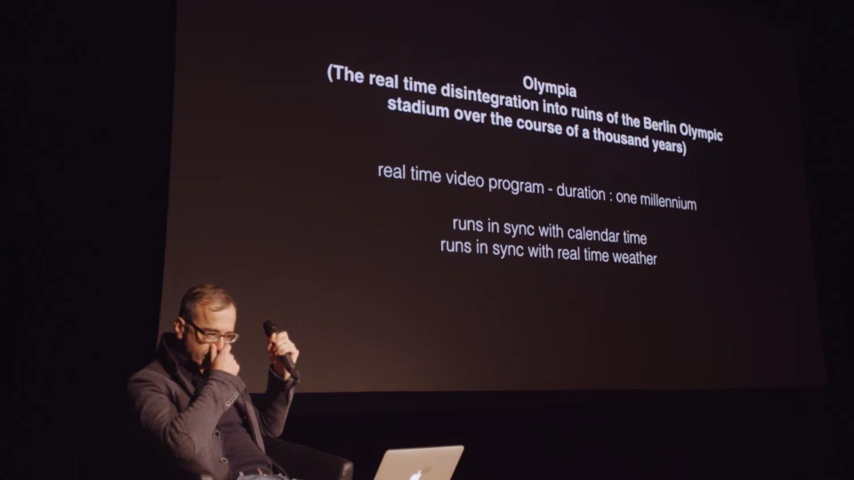 Olympia
(The real time disintegration into ruins of the Berlin Olympic
stadium over the course of a thousand years)
real time video program - duration : one millennium
runs in sync with calendar time
runs in sync with real time weather